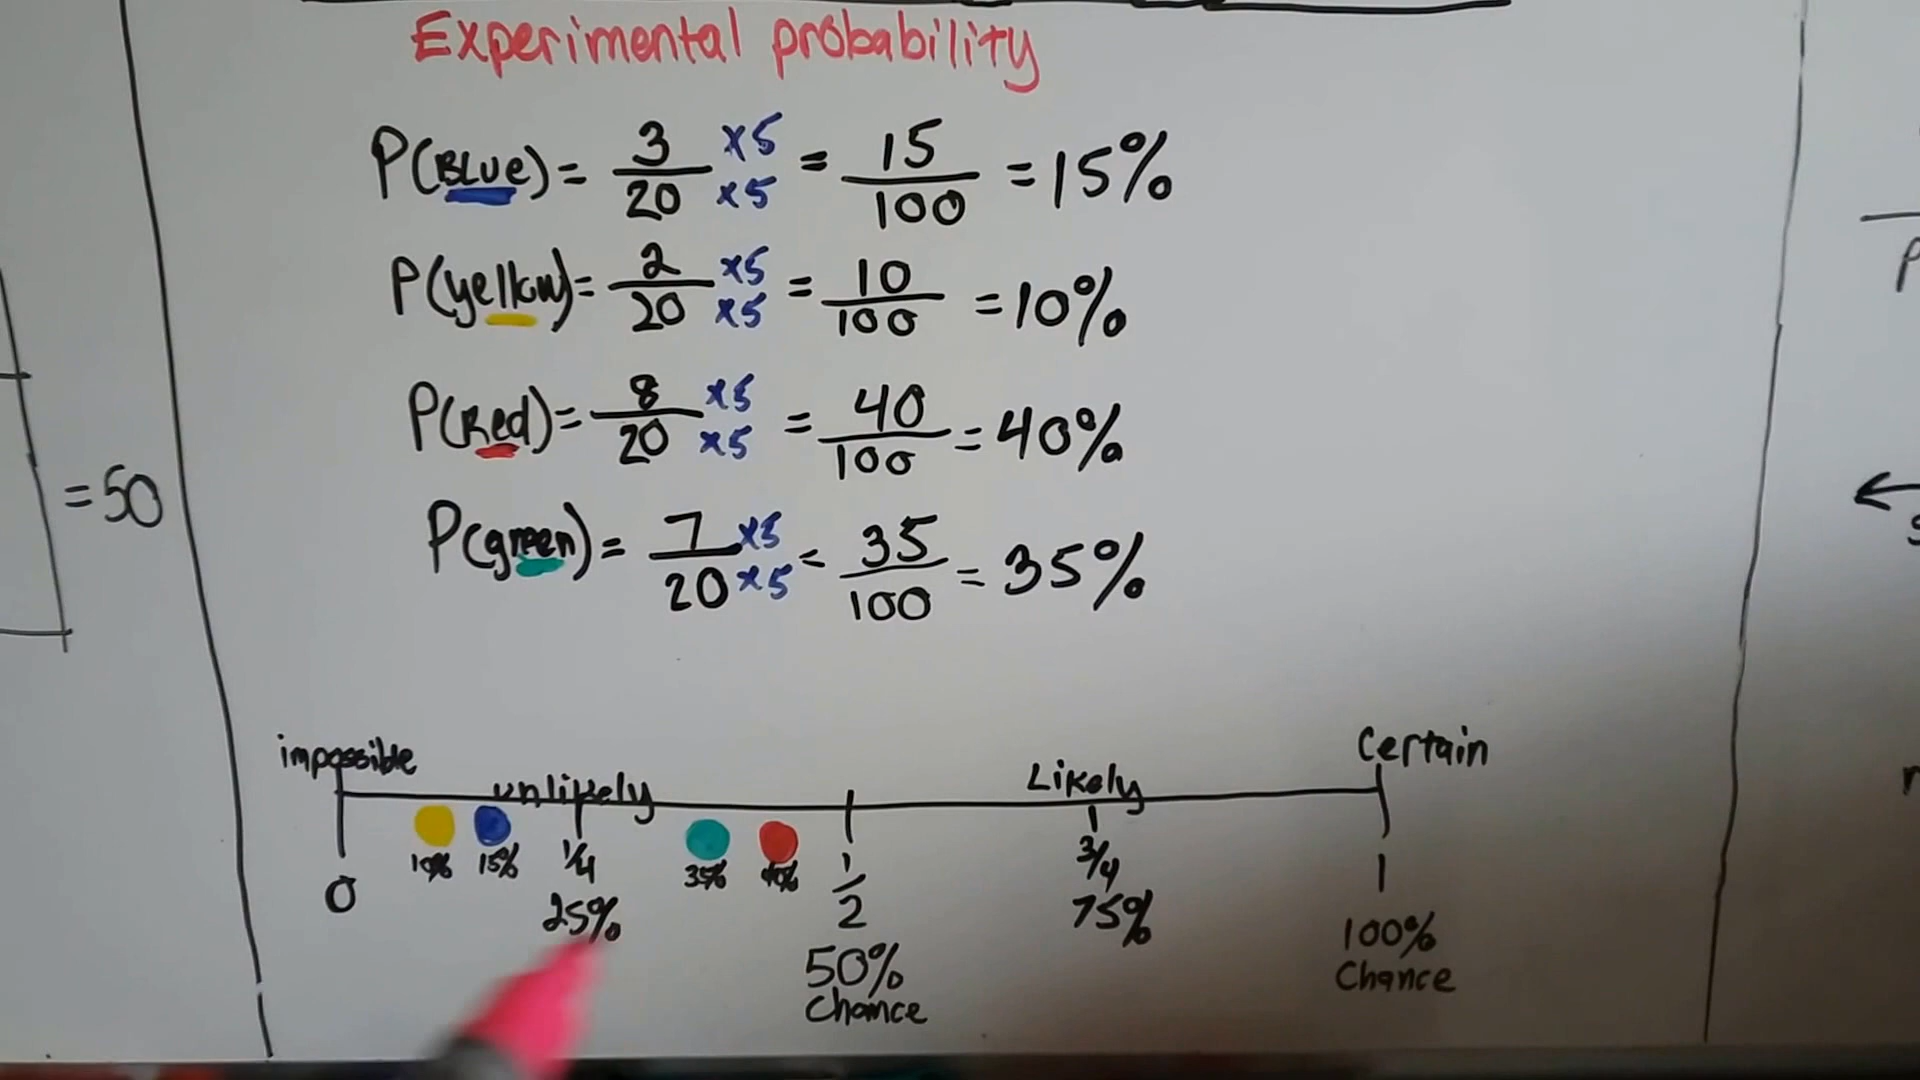 Experimental probability
P(BLUe) = 3/20 ×5/×5 = 15/100 = 15%
P(yellow) = 2/20 ×5/×5 = 10/100 = 10%
P(Red) = 8/20 ×5/×5 = 40/100 = 40%
P(green) = 7/20 ×5/×5 = 35/100 = 35%
= 50
impossible unlikely Likely Certain
0 10% 15% 1/4 35% 40% 1/2 3/4 1
25% 50% 75% 100%
Chance Chance